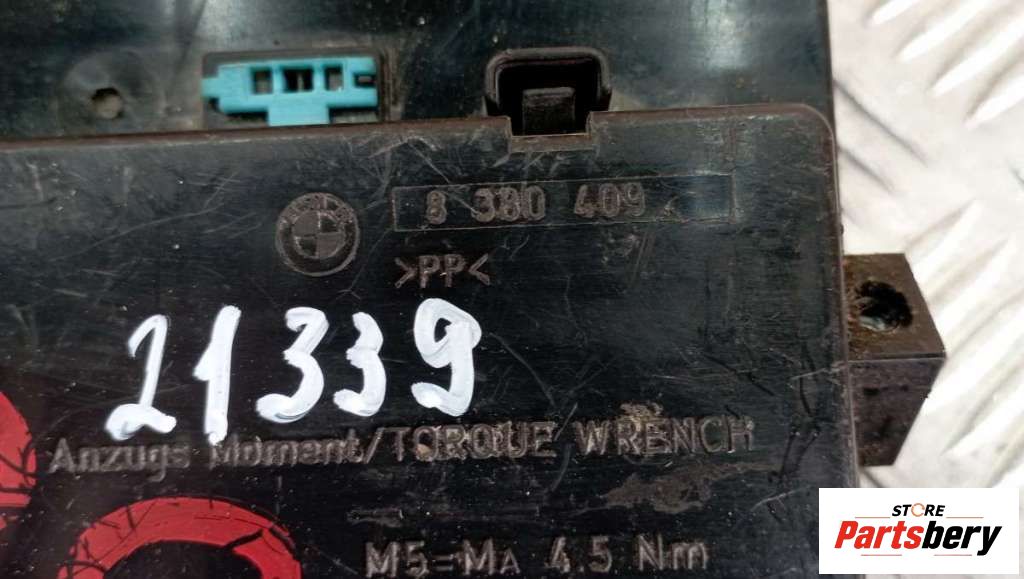 8 380 409
>PP<
21339
Anzugs Moment/TORQUE WRENCH
M5=MA 4.5 Nm
STORE
Partsbery